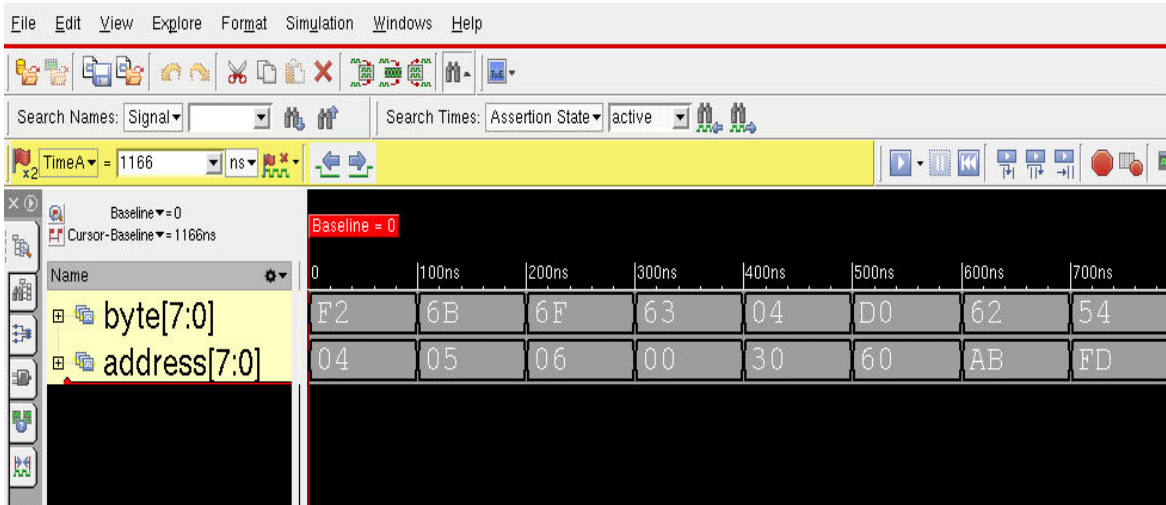 File Edit View Explore Format Simulation Windows Help
Search Names: Signal Search Times: Assertion State active
x2 TimeA = 1166 ns
Baseline = 0
Cursor-Baseline = 1166ns
Baseline = 0
Name 0 100ns 200ns 300ns 400ns 500ns 600ns 700ns
byte[7:0] F2 6B 6F 63 04 D0 62 54
address[7:0] 04 05 06 00 30 60 AB FD